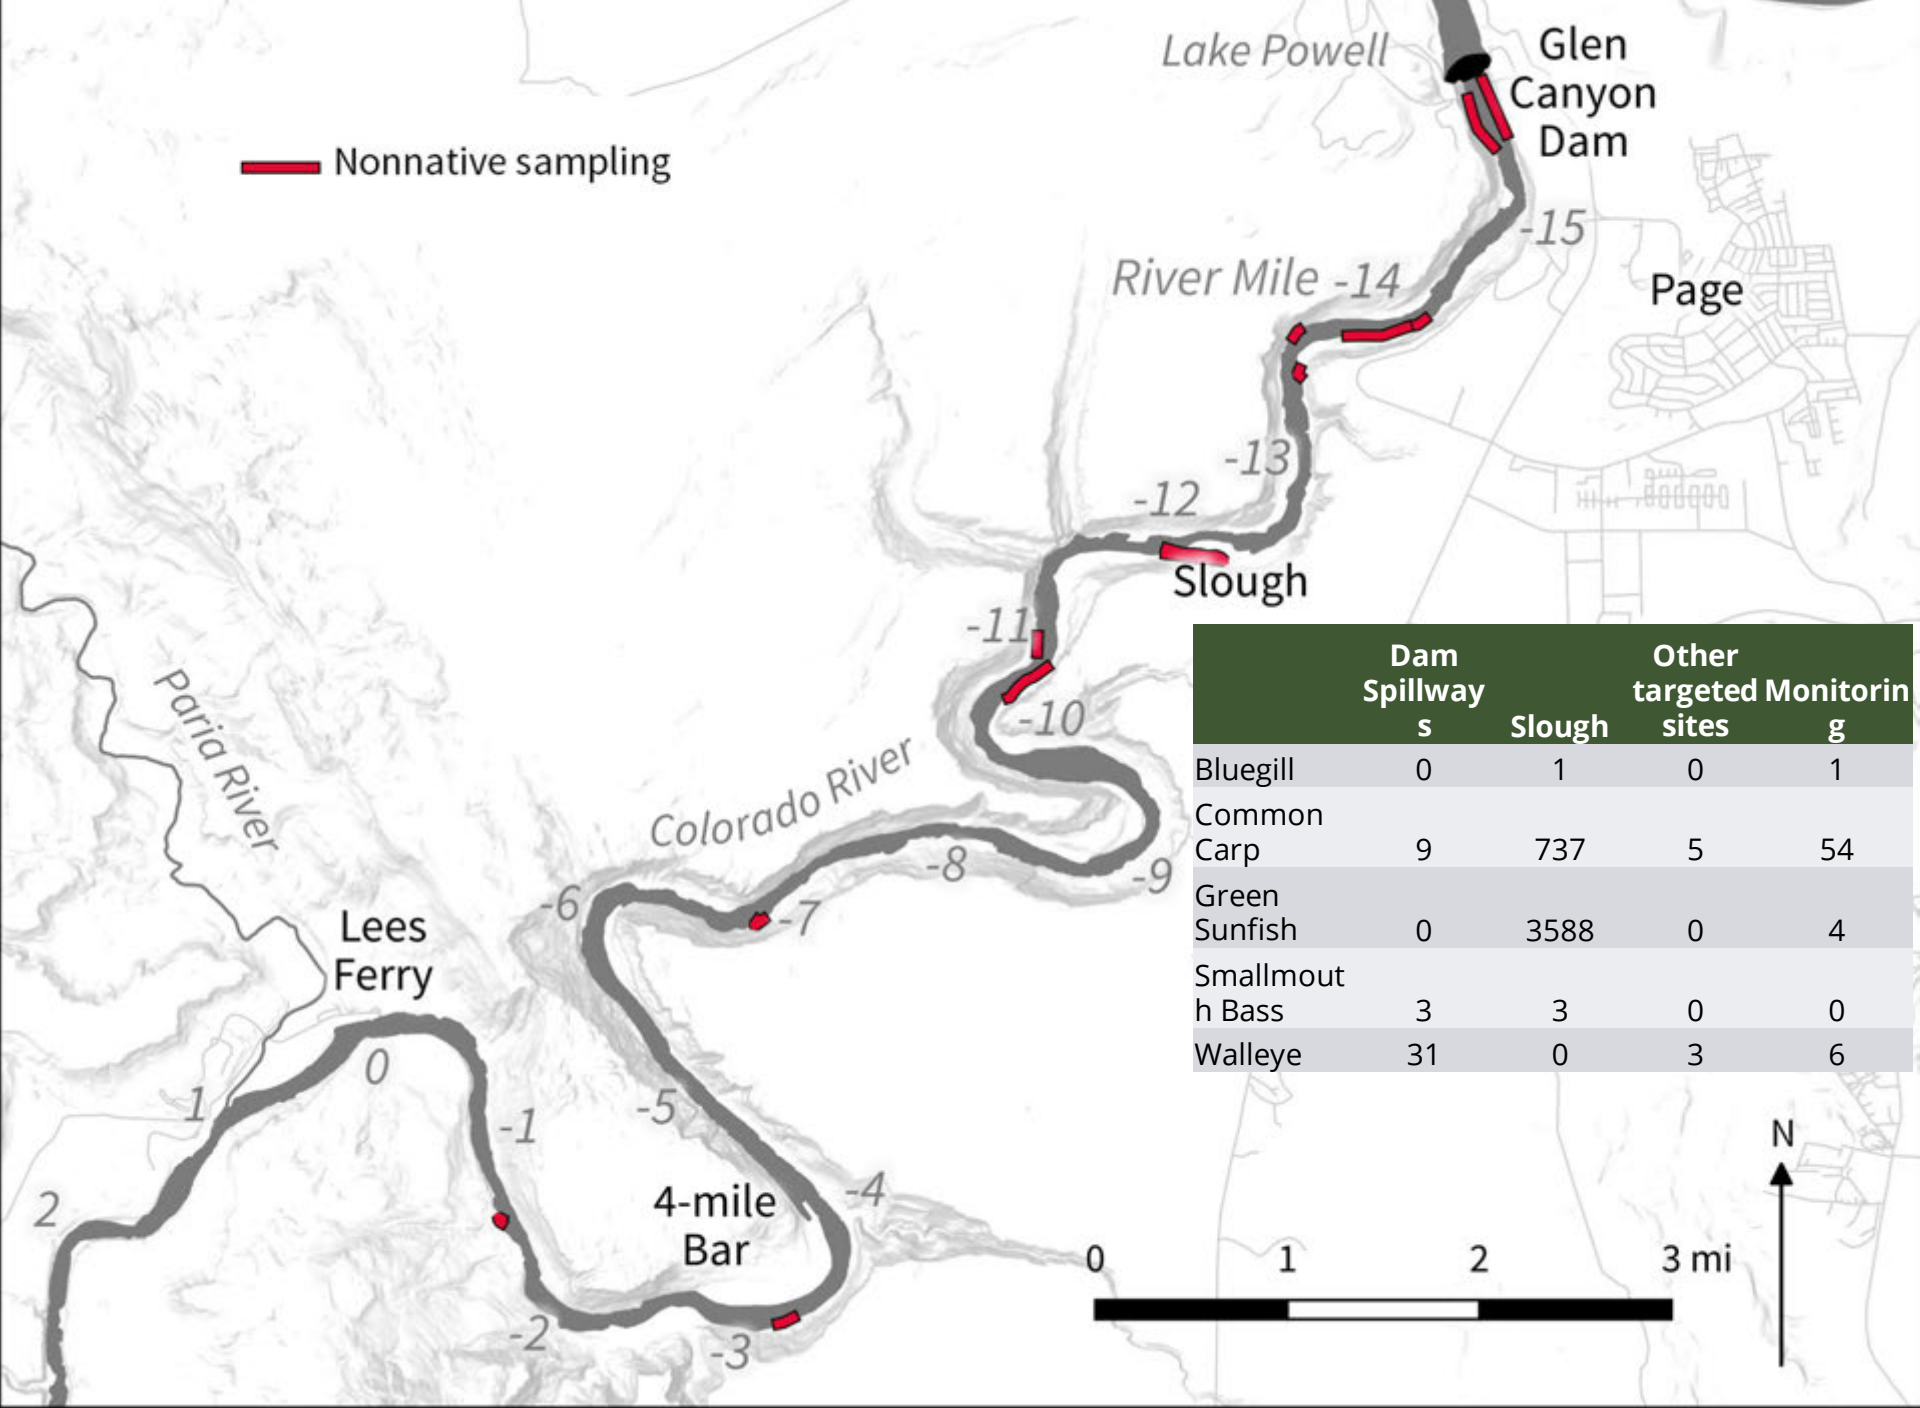 Lake Powell
Glen
Canyon
Dam
Nonnative sampling
-15
River Mile -14
Page
-13
-12
Slough
-11
-10
Paria River
Colorado River
-9
-8
-7
-6
Lees
Ferry
0
1
-1
-5
2
4-mile
Bar
-4
-2
-3
Dam
Spillway
s
Slough
Other
targeted
sites
Monitorin
g
Bluegill 0 1 0 1
Common
Carp 9 737 5 54
Green
Sunfish 0 3588 0 4
Smallmout
h Bass 3 3 0 0
Walleye 31 0 3 6
N
0 1 2 3 mi